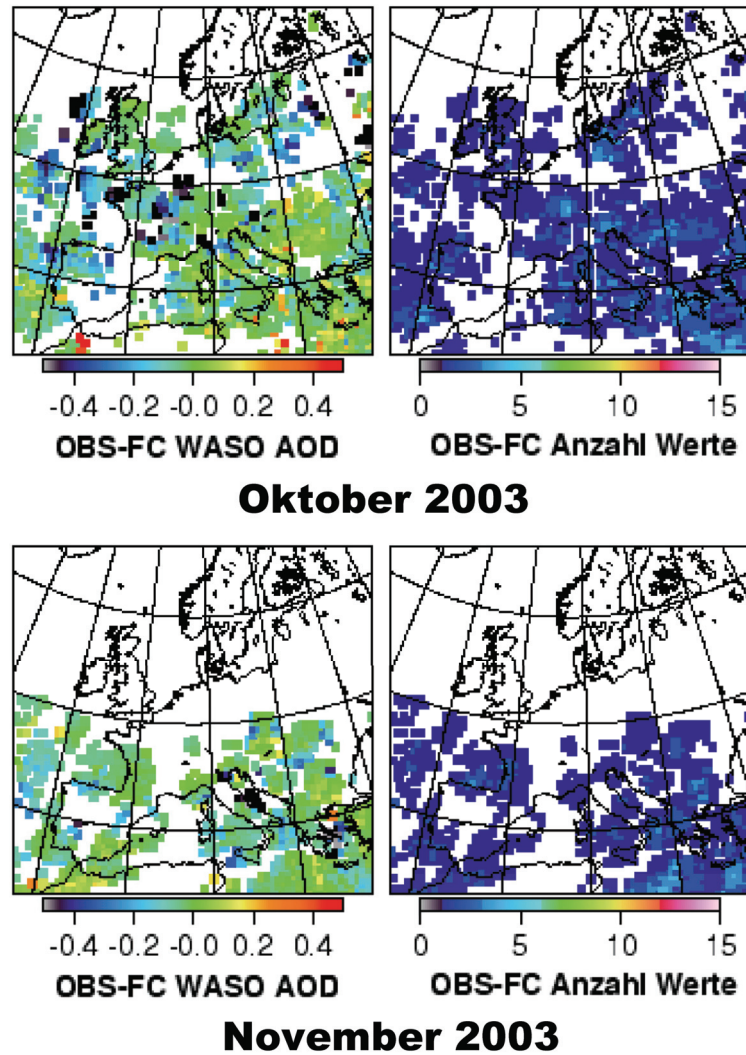 -0.4 -0.2 -0.0 0.2 0.4
0 5 10 15
OBS-FC WASO AOD
OBS-FC Anzahl Werte
Oktober 2003
-0.4 -0.2 -0.0 0.2 0.4
0 5 10 15
OBS-FC WASO AOD
OBS-FC Anzahl Werte
November 2003